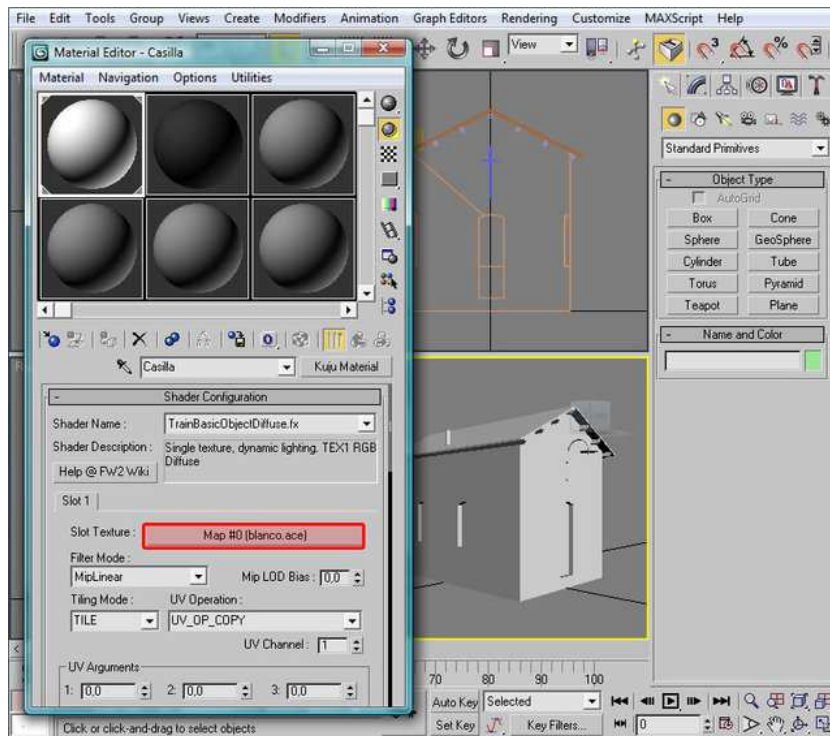 File Edit Tools Group Views Create Modifiers Animation Graph Editors Rendering Customize MAXScript Help
Material Editor - Casilla
View
Material Navigation Options Utilities
Standard Primitives
- Object Type
AutoGrid
Box Cone
Sphere GeoSphere
Cylinder Tube
Torus Pyramid
Teapot Plane
- Name and Color
Casilla Kuju Material
- Shader Configuration
Shader Name : TrainBasicObjectDiffuse.fx
Shader Description : Single texture, dynamic lighting. TEX1 RGB
Diffuse
Help @ FW2 Wiki
Slot 1
Slot Texture : Map #0 (blanco.ace)
Filter Mode :
MipLinear Mip LOD Bias : 0,0
Tiling Mode : UV Operation :
TILE UV_OP_COPY
UV Channel : 1
UV Arguments
1: 0,0 2: 0,0 3: 0,0
70 80 90 100
Auto Key Selected
Set Key Key Filters... 0
Click or click-and-drag to select objects